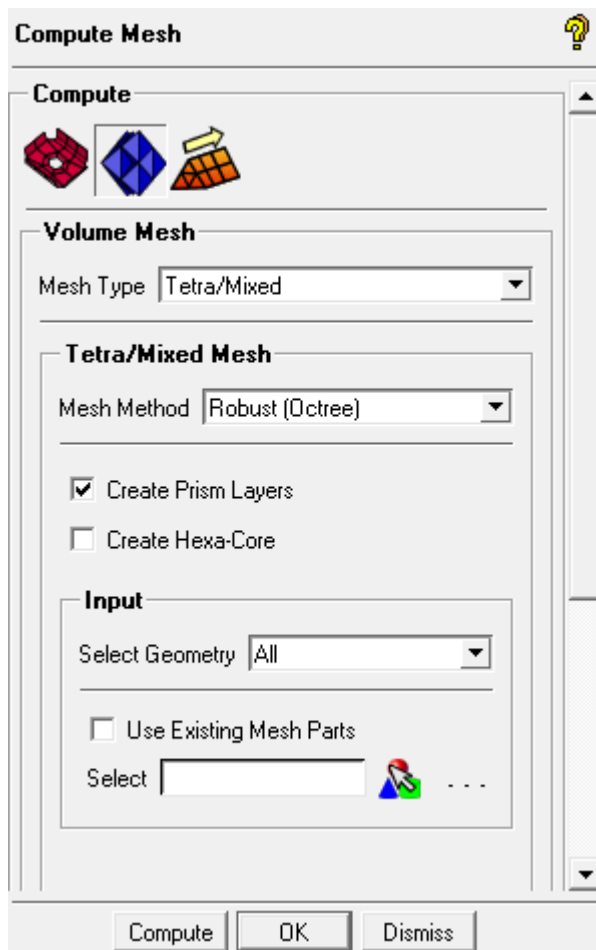 Compute Mesh
Compute
Volume Mesh
Mesh Type Tetra/Mixed
Tetra/Mixed Mesh
Mesh Method Robust (Octree)
Create Prism Layers
Create Hexa-Core
Input
Select Geometry All
Use Existing Mesh Parts
Select . . .
Compute OK Dismiss